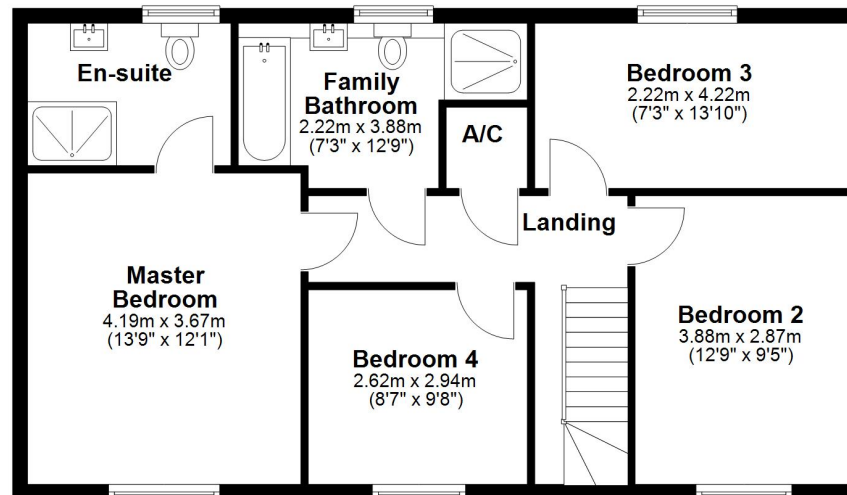 En-suite
Family
Bathroom
2.22m x 3.88m
(7'3" x 12'9")
A/C
Bedroom 3
2.22m x 4.22m
(7'3" x 13'10")
Landing
Master
Bedroom
4.19m x 3.67m
(13'9" x 12'1")
Bedroom 4
2.62m x 2.94m
(8'7" x 9'8")
Bedroom 2
3.88m x 2.87m
(12'9" x 9'5")